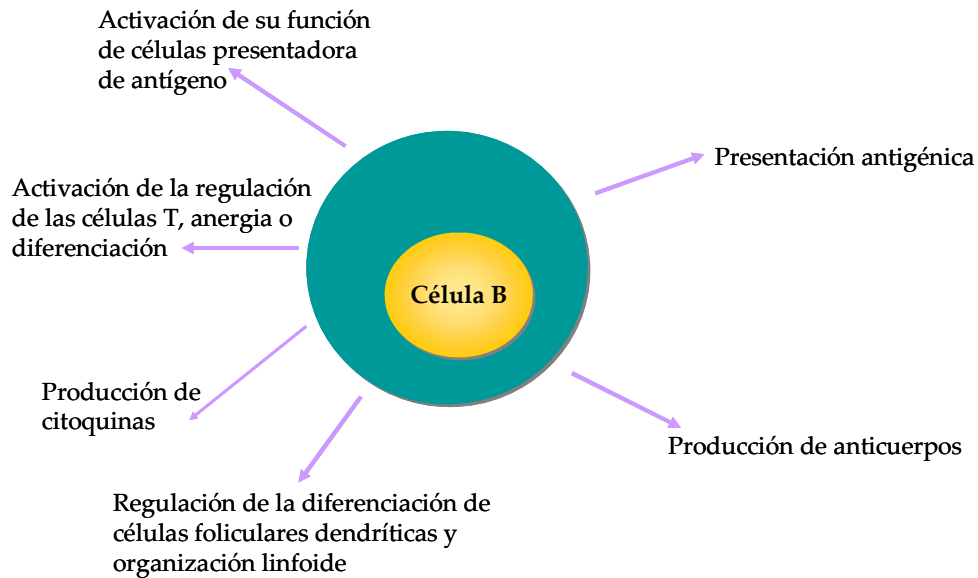 Activación de su función
de células presentadora
de antígeno
Presentación antigénica
Activación de la regulación
de las células T, anergia o
diferenciación
Célula B
Producción de
citoquinas
Producción de anticuerpos
Regulación de la diferenciación de
células foliculares dendríticas y
organización linfoide